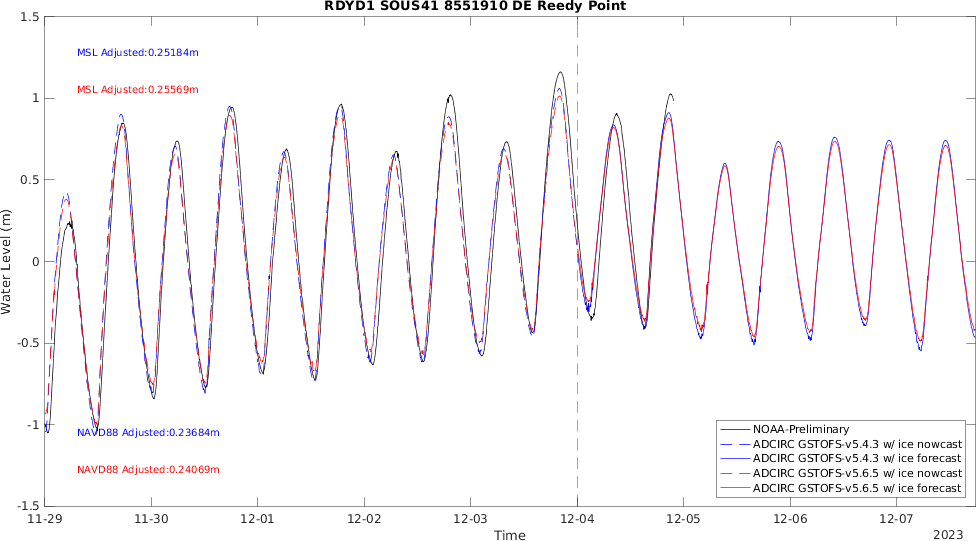 RDYD1 SOUS41 8551910 DE Reedy Point
1.5
1
0.5
0
-0.5
-1
-1.5
Water Level (m)
MSL Adjusted:0.25184m
MSL Adjusted:0.25569m
NAVD88 Adjusted:0.23684m
NAVD88 Adjusted:0.24069m
NOAA-Preliminary
ADCIRC GSTOFS-v5.4.3 w/ ice nowcast
ADCIRC GSTOFS-v5.4.3 w/ ice forecast
ADCIRC GSTOFS-v5.6.5 w/ ice nowcast
ADCIRC GSTOFS-v5.6.5 w/ ice forecast
11-29 11-30 12-01 12-02 12-03 12-04 12-05 12-06 12-07
Time
2023